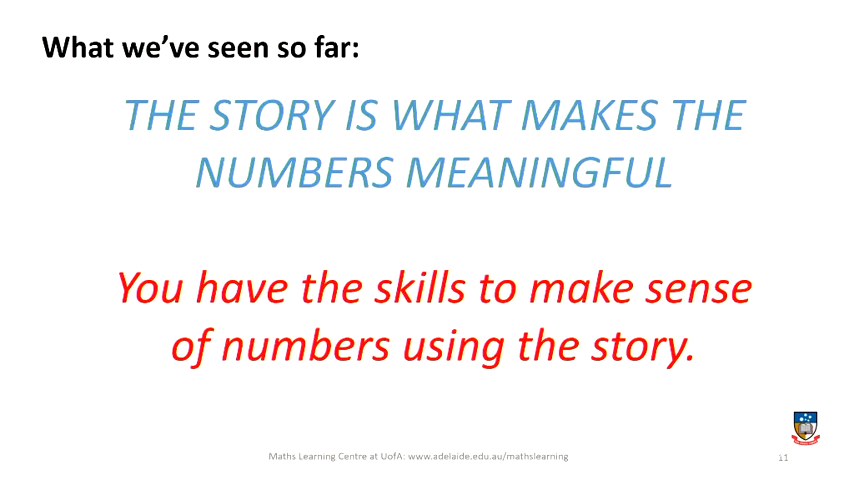 What we’ve seen so far:
THE STORY IS WHAT MAKES THE
NUMBERS MEANINGFUL
You have the skills to make sense
of numbers using the story.
Maths Learning Centre at UofA: www.adelaide.edu.au/mathslearning
11